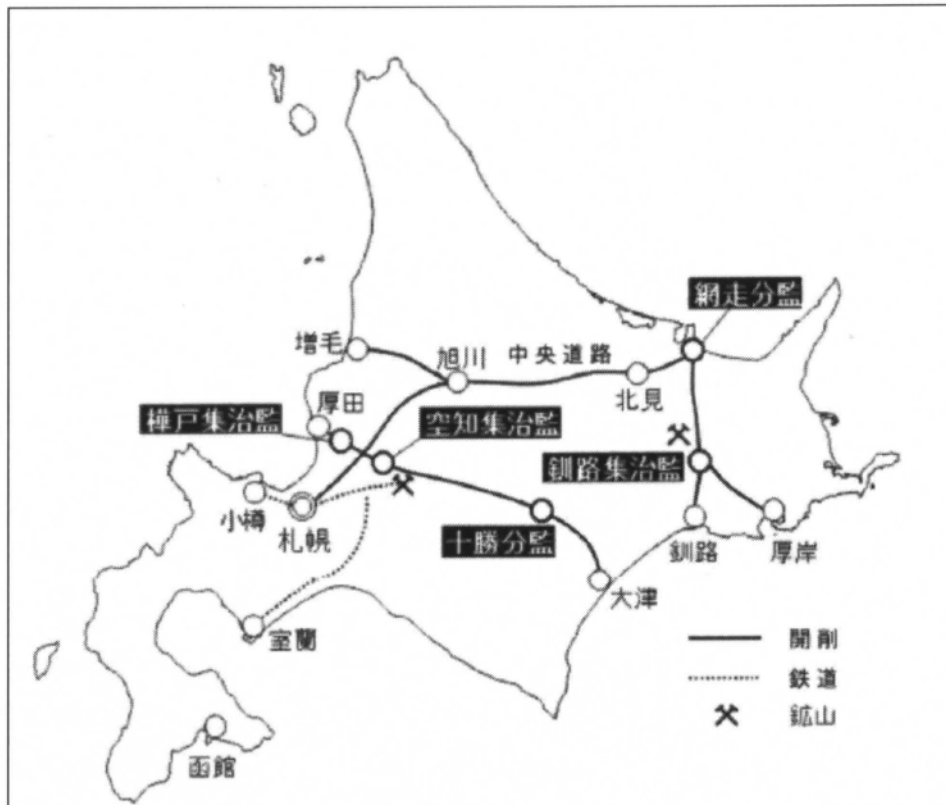 網走分監
増毛
旭川
中央道路
北見
厚田
樺戸集治監
空知集治監
釧路集治監
小樽
札幌
十勝分監
釧路
厚岸
大津
室蘭
開削
鉄道
鉱山
函館